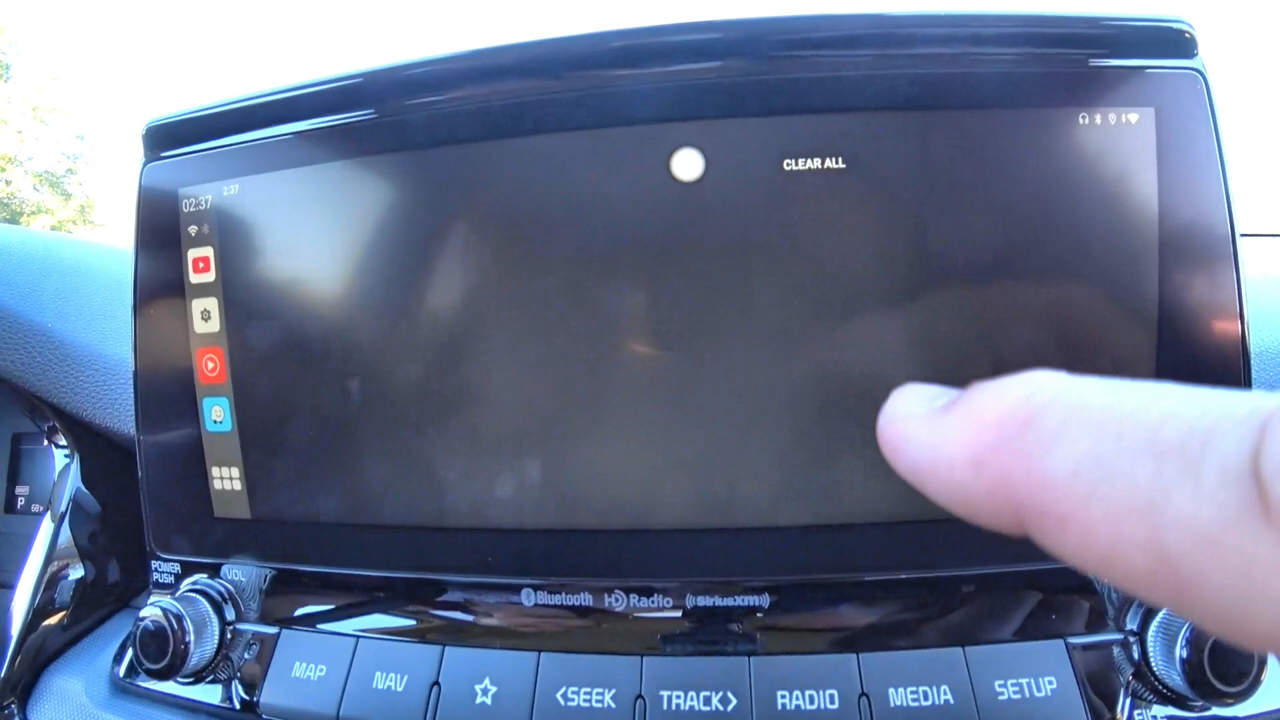 CLEAR ALL
2:37
02:37
P
68°
POWER
PUSH
VOL
Bluetooth
HD Radio
((SiriusXM))
MAP
NAV
<SEEK
TRACK>
RADIO
MEDIA
SETUP